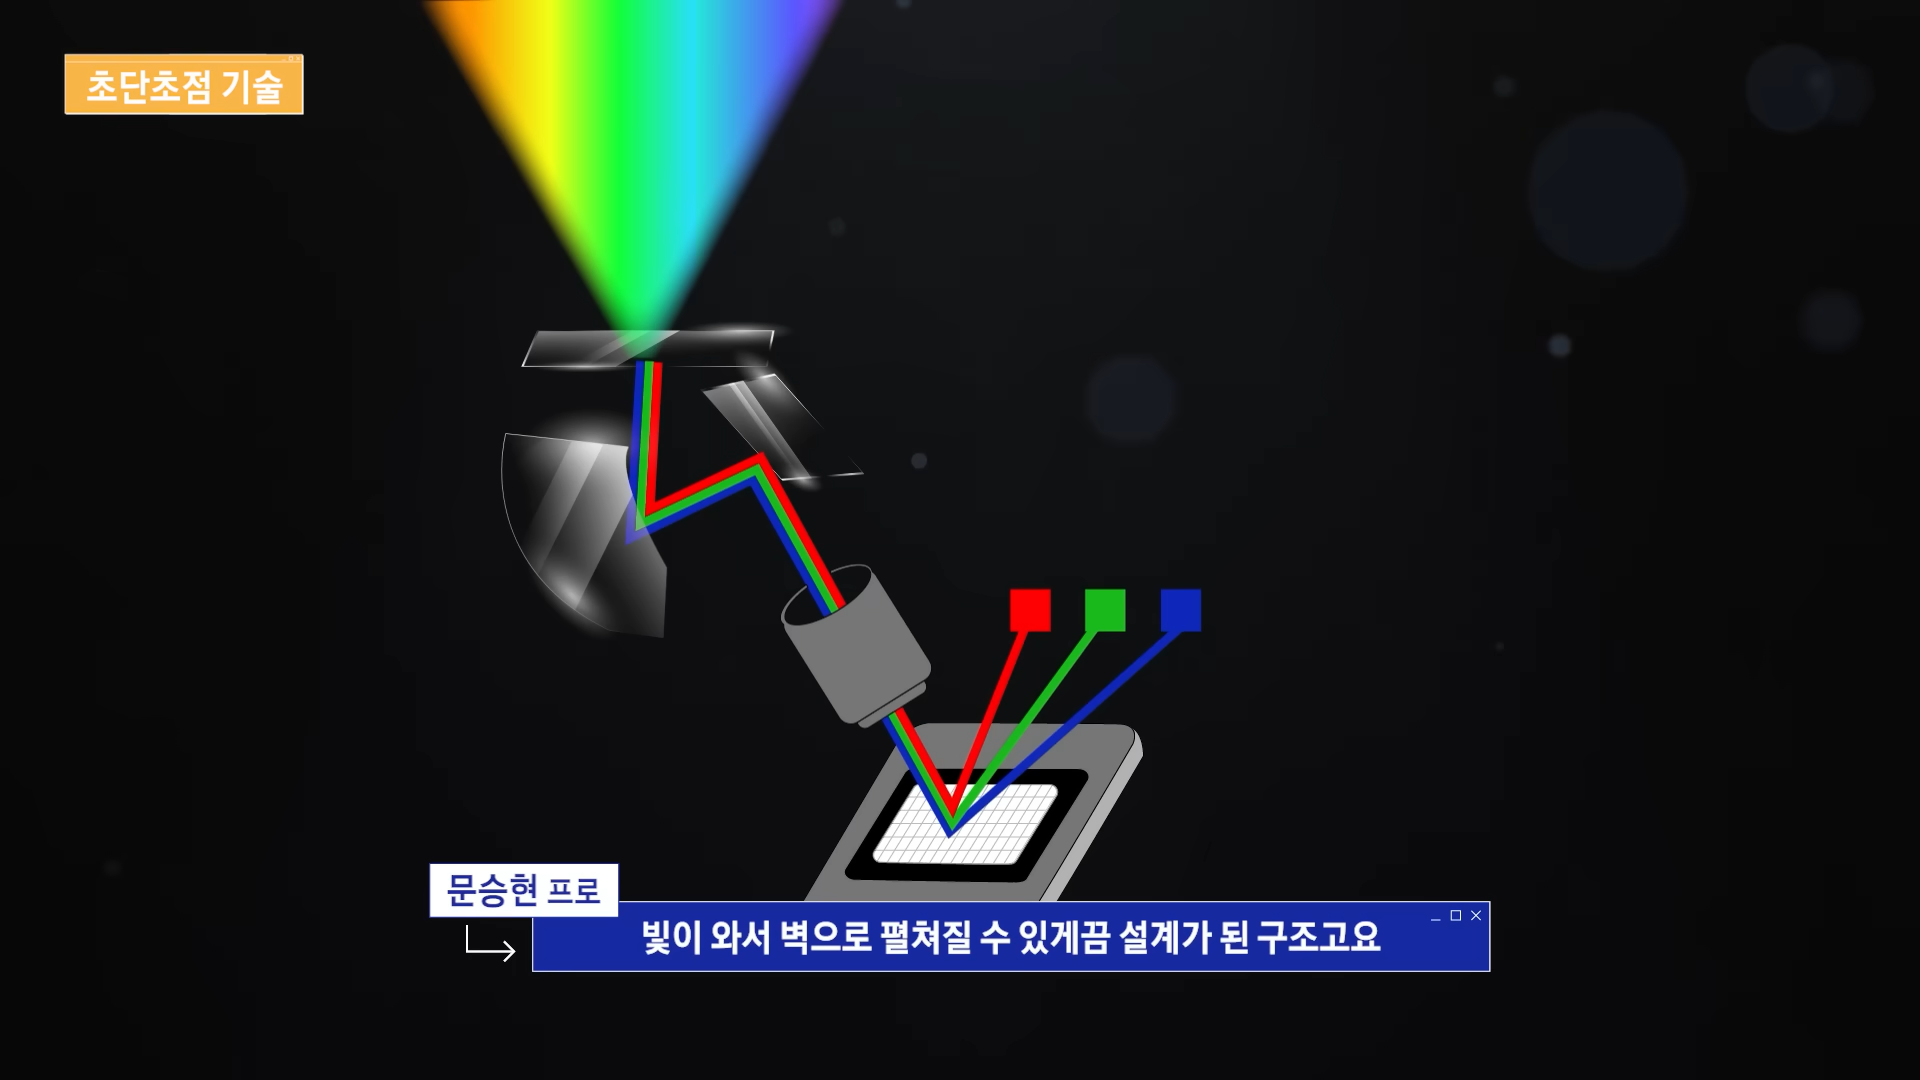 초단초점 기술
문승현 프로
빛이 와서 벽으로 펼쳐질 수 있게끔 설계가 된 구조고요